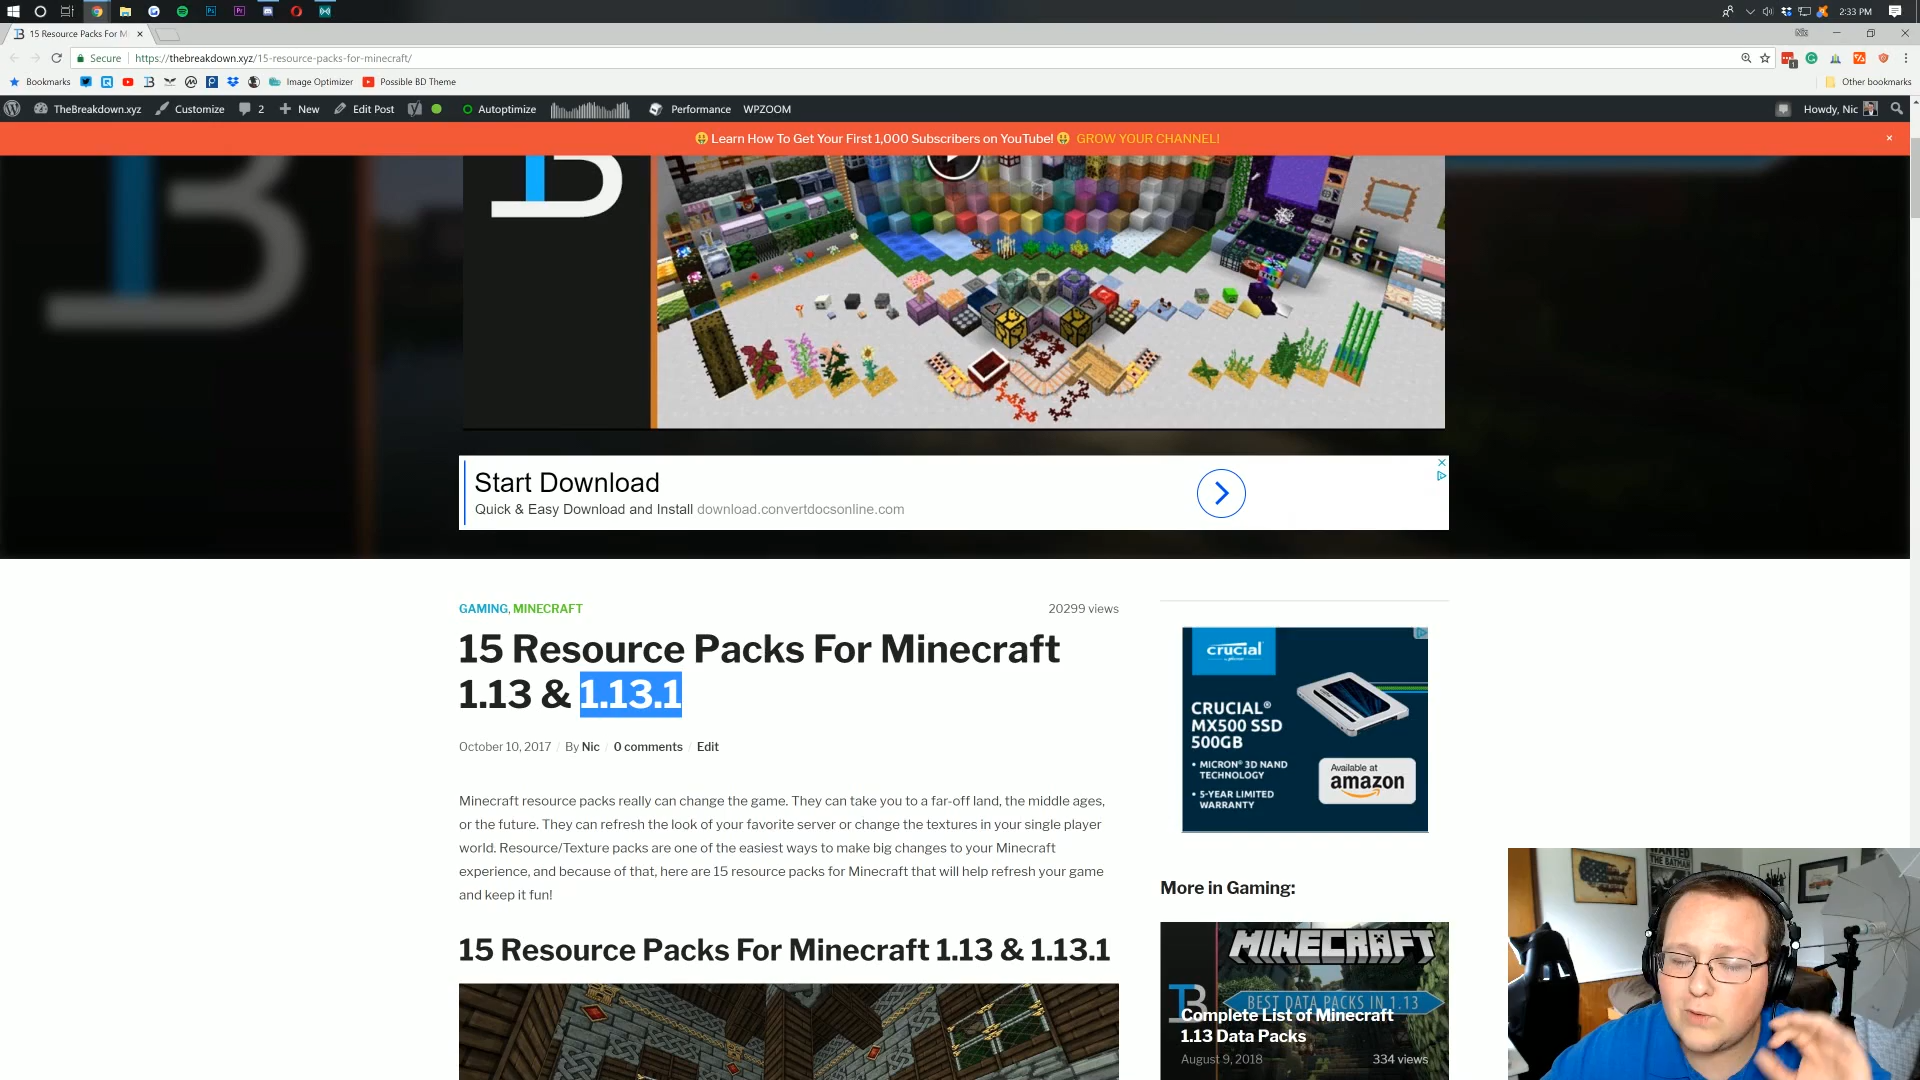 2:33 PM
15 Resource Packs For M
Secure
https://thebreakdown.xyz/15-resource-packs-for-minecraft/
Bookmarks
Image Optimizer
Possible BD Theme
Other bookmarks
TheBreakdown.xyz
Customize
2
New
Edit Post
Autoptimize
Performance
WPZOOM
Howdy, Nic
Learn How To Get Your First 1,000 Subscribers on YouTube! GROW YOUR CHANNEL!
Start Download
Quick & Easy Download and Install download.convertdocsonline.com
GAMING, MINECRAFT
20299 views
15 Resource Packs For Minecraft
1.13 & 1.13.1
October 10, 2017 / By Nic / 0 comments / Edit
Minecraft resource packs really can change the game. They can take you to a far-off land, the middle ages,
or the future. They can refresh the look of your favorite server or change the textures in your single player
world. Resource/Texture packs are one of the easiest ways to make big changes to your Minecraft
experience, and because of that, here are 15 resource packs for Minecraft that will help refresh your game
and keep it fun!
15 Resource Packs For Minecraft 1.13 & 1.13.1
crucial
CRUCIAL®
MX500 SSD
500GB
• MICRON® 3D NAND
TECHNOLOGY
• 5-YEAR LIMITED
WARRANTY
Available at
amazon
More in Gaming:
MINECRAFT
BEST DATA PACKS IN 1.13
Complete List of Minecraft
1.13 Data Packs
August 9, 2018
334 views
WANTED
THE BATMAN